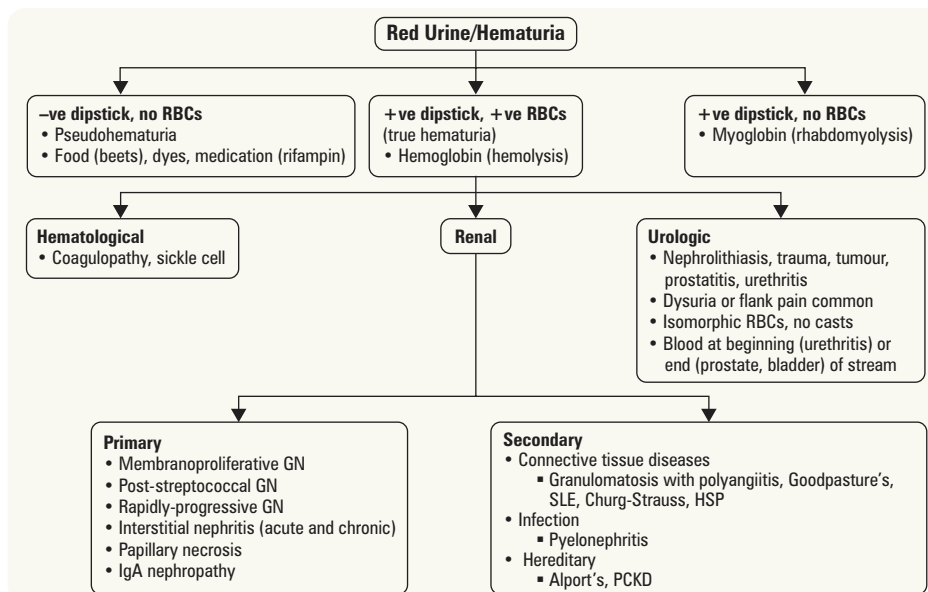 Red Urine/Hematuria
–ve dipstick, no RBCs
• Pseudohematuria
• Food (beets), dyes, medication (rifampin)
+ve dipstick, +ve RBCs
(true hematuria)
• Hemoglobin (hemolysis)
+ve dipstick, no RBCs
• Myoglobin (rhabdomyolysis)
Hematological
• Coagulopathy, sickle cell
Renal
Urologic
• Nephrolithiasis, trauma, tumour,
prostatitis, urethritis
• Dysuria or flank pain common
• Isomorphic RBCs, no casts
• Blood at beginning (urethritis) or
end (prostate, bladder) of stream
Primary
• Membranoproliferative GN
• Post-streptococcal GN
• Rapidly-progressive GN
• Interstitial nephritis (acute and chronic)
• Papillary necrosis
• IgA nephropathy
Secondary
• Connective tissue diseases
▪ Granulomatosis with polyangiitis, Goodpasture's,
SLE, Churg-Strauss, HSP
• Infection
▪ Pyelonephritis
• Hereditary
▪ Alport's, PCKD